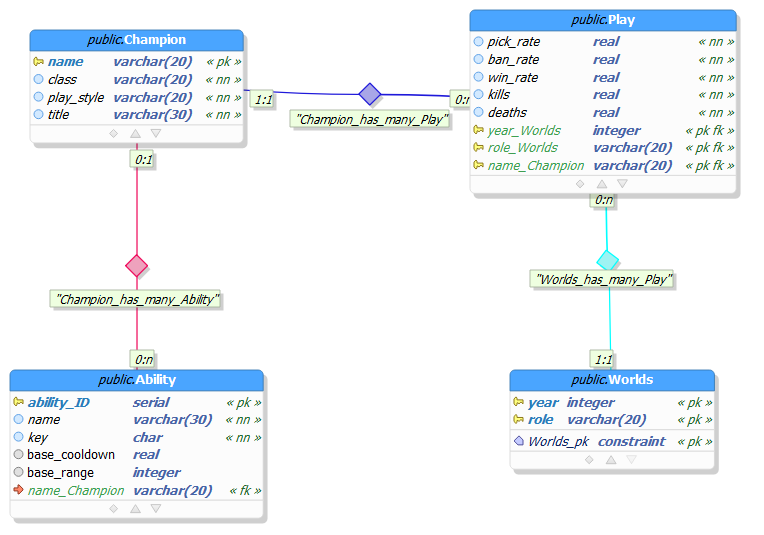 public.Champion
name varchar(20) « pk »
class varchar(20) « nn »
play_style varchar(20) « nn »
title varchar(30) « nn »
public.Play
pick_rate real « nn »
ban_rate real « nn »
win_rate real « nn »
kills real « nn »
deaths real « nn »
year_Worlds integer « pk fk »
role_Worlds varchar(20) « pk fk »
name_Champion varchar(20) « pk fk »
1:1
0:n
"Champion_has_many_Play"
0:1
"Champion_has_many_Ability"
0:n
0:n
"Worlds_has_many_Play"
1:1
public.Ability
ability_ID serial « pk »
name varchar(30) « nn »
key char « nn »
base_cooldown real
base_range integer
name_Champion varchar(20) « fk »
public.Worlds
year integer « pk »
role varchar(20) « pk »
Worlds_pk constraint « pk »